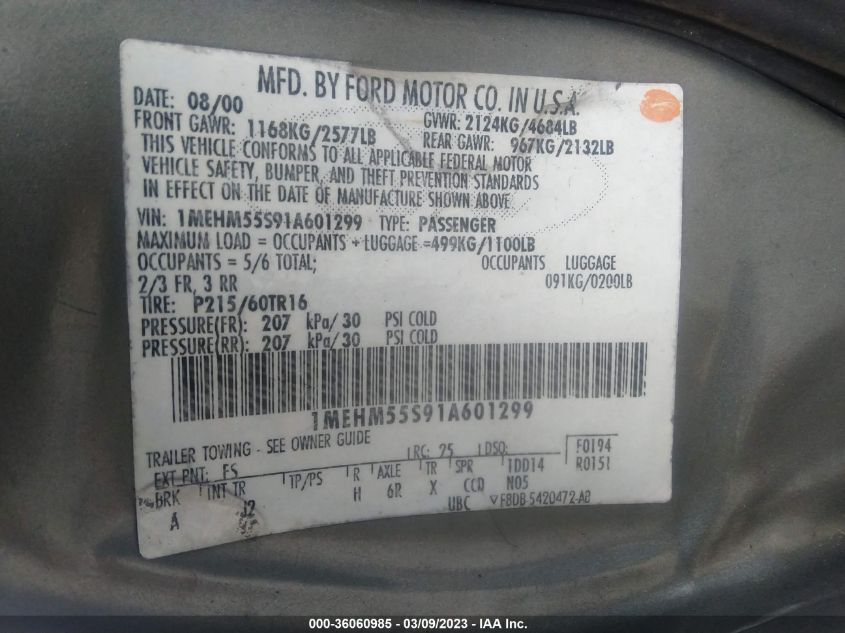 MFD. BY FORD MOTOR CO. IN U.S.A.
DATE: 08/00 GVWR: 2124KG/4684LB
FRONT GAWR: 1168KG/2577LB REAR GAWR: 967KG/2132LB
THIS VEHICLE CONFORMS TO ALL APPLICABLE FEDERAL MOTOR
VEHICLE SAFETY, BUMPER, AND THEFT PREVENTION STANDARDS
IN EFFECT ON THE DATE OF MANUFACTURE SHOWN ABOVE.
VIN: 1MEHM55S91A601299 TYPE: PASSENGER
MAXIMUM LOAD = OCCUPANTS + LUGGAGE =499KG/1100LB
OCCUPANTS = 5/6 TOTAL; OCCUPANTS LUGGAGE
2/3 FR, 3 RR 091KG/0200LB
TIRE: P215/60TR16
PRESSURE(FR): 207 kPa/ 30 PSI COLD
PRESSURE(RR): 207 kPa/ 30 PSI COLD
1MEHM55S91A601299
TRAILER TOWING - SEE OWNER GUIDE RC: 25 DSO: F0194
EXT PNT: FS R0151
BRK INT TR TP/PS R AXLE TR SPR 1DD14
A J2 H 6R X CCD N05
UBC F8DB-5420472-AB
000-36060985 - 03/09/2023 - IAA Inc.